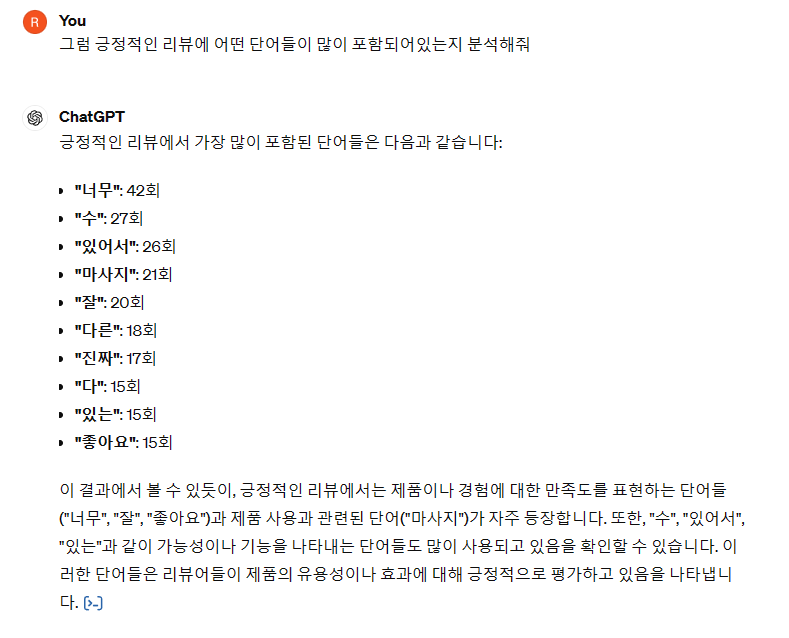 R
You
그럼 긍정적인 리뷰에 어떤 단어들이 많이 포함되어있는지 분석해줘
ChatGPT
긍정적인 리뷰에서 가장 많이 포함된 단어들은 다음과 같습니다:
• "너무": 42회
• "수": 27회
• "있어서": 26회
• "마사지": 21회
• "잘": 20회
• "다른": 18회
• "진짜": 17회
• "다": 15회
• "있는": 15회
• "좋아요": 15회
이 결과에서 볼 수 있듯이, 긍정적인 리뷰에서는 제품이나 경험에 대한 만족도를 표현하는 단어들
("너무", "잘", "좋아요")과 제품 사용과 관련된 단어("마사지")가 자주 등장합니다. 또한, "수", "있어서",
"있는"과 같이 가능성이나 기능을 나타내는 단어들도 많이 사용되고 있음을 확인할 수 있습니다. 이
러한 단어들은 리뷰어들이 제품의 유용성이나 효과에 대해 긍정적으로 평가하고 있음을 나타냅니
다. [>-]